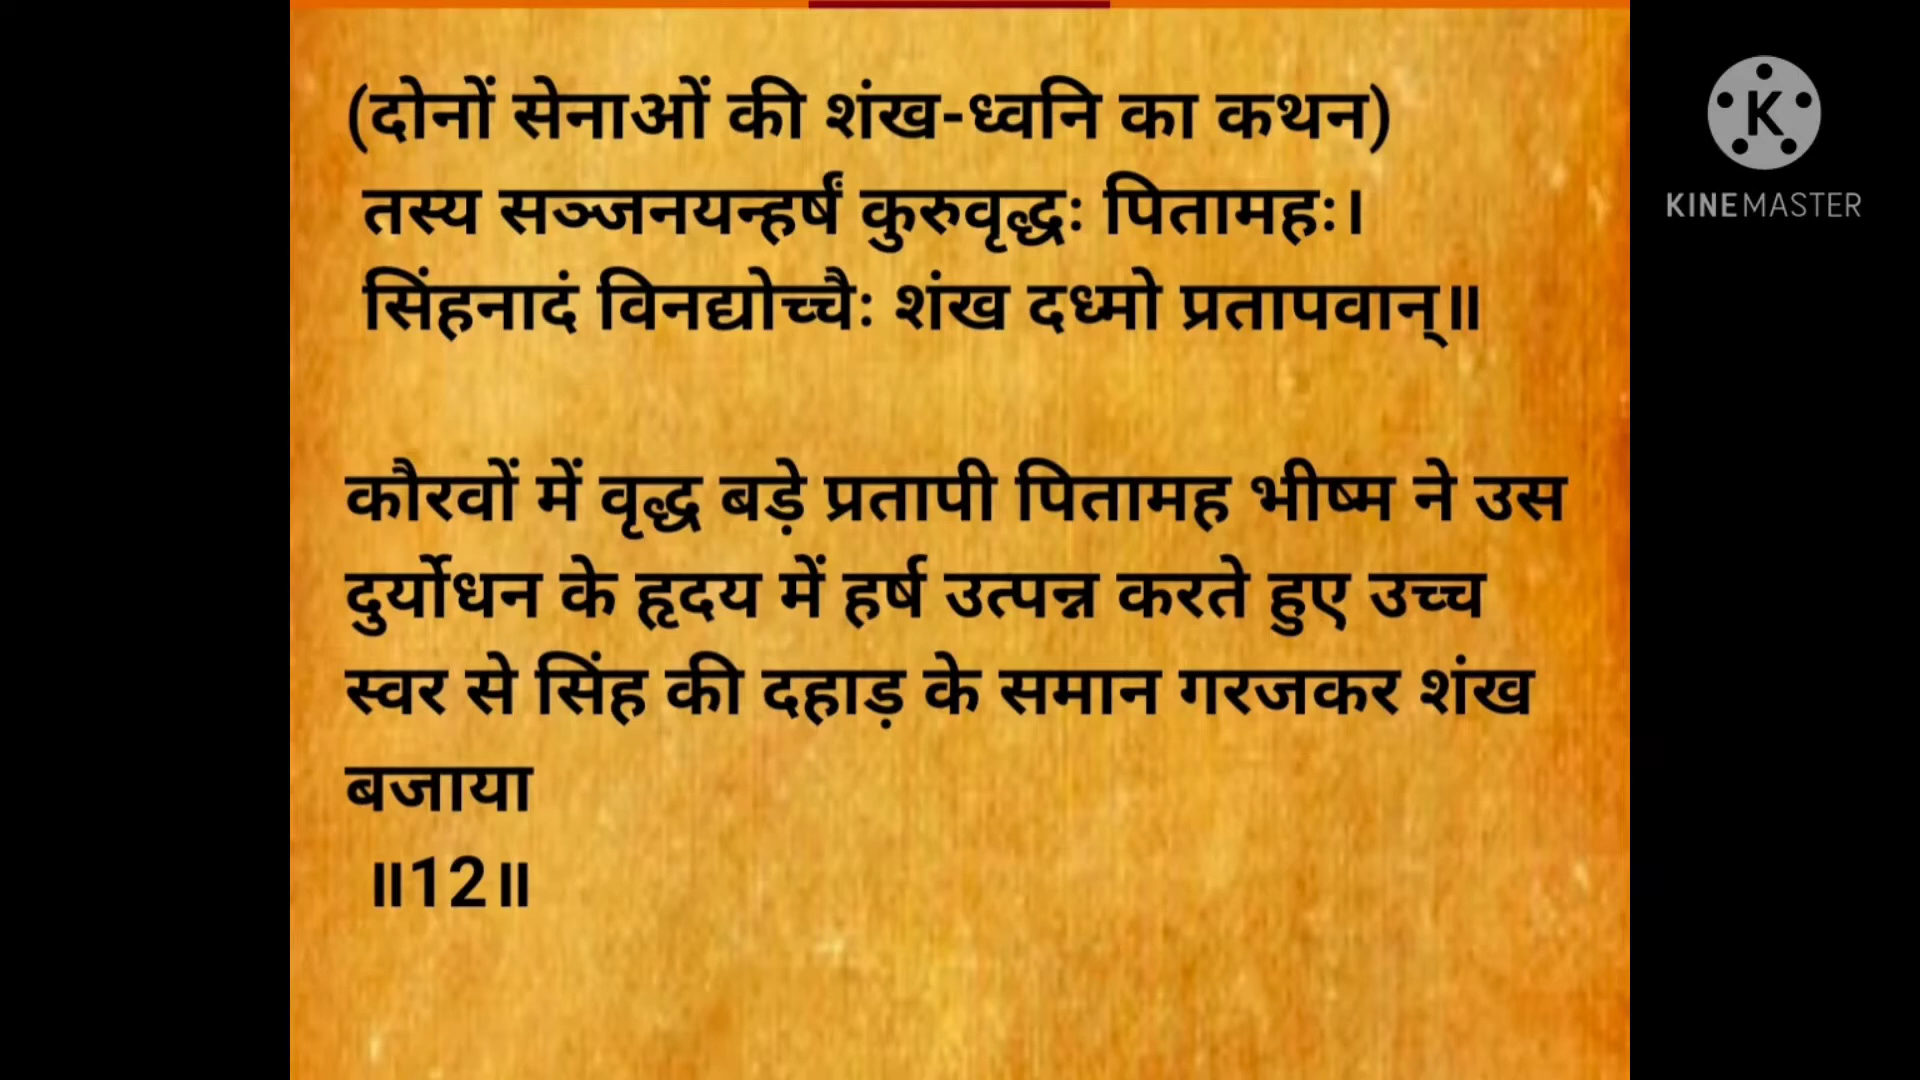 (दोनों सेनाओं की शंख-ध्वनि का कथन)
तस्य सञ्जनयन्हर्षं कुरुवृद्धः पितामहः।
सिंहनादं विनद्योच्चैः शंख दध्मो प्रतापवान्॥
कौरवों में वृद्ध बड़े प्रतापी पितामह भीष्म ने उस
दुर्योधन के हृदय में हर्ष उत्पन्न करते हुए उच्च
स्वर से सिंह की दहाड़ के समान गरजकर शंख
बजाया
॥12॥
K
KINEMASTER